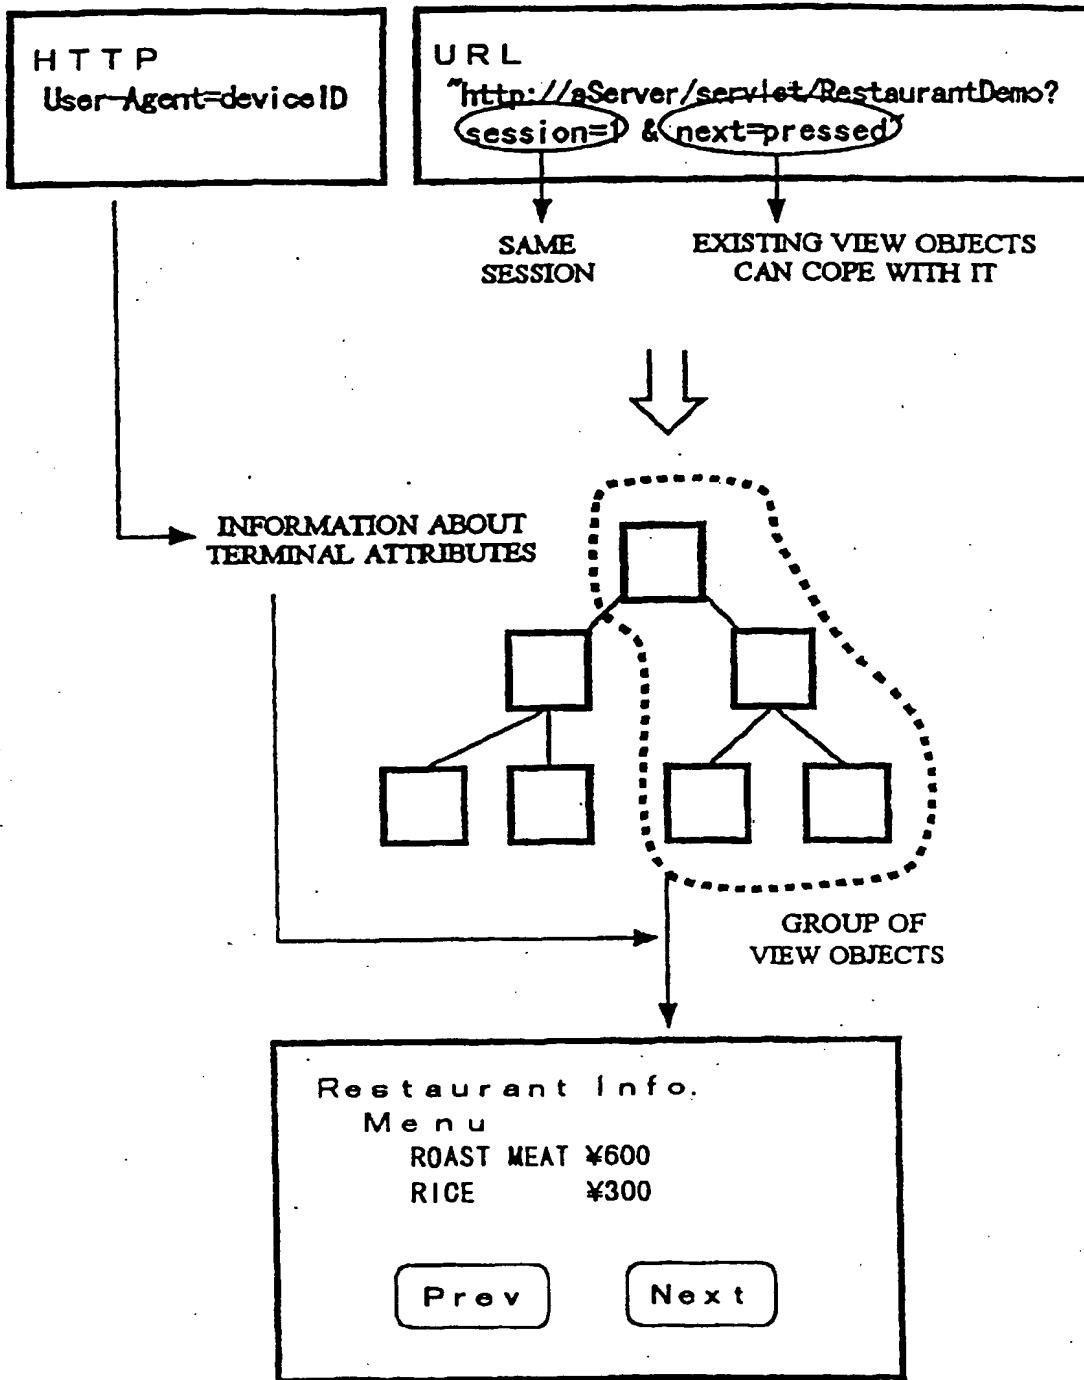 HTTP
User-Agent=deviceID
URL
"http://aServer/servlet/RestaurantDemo?
session=1 & next=pressed"
SAME
SESSION
EXISTING VIEW OBJECTS
CAN COPE WITH IT
INFORMATION ABOUT
TERMINAL ATTRIBUTES
GROUP OF
VIEW OBJECTS
Restaurant Info.
Menu
ROAST MEAT ¥600
RICE ¥300
Prev
Next